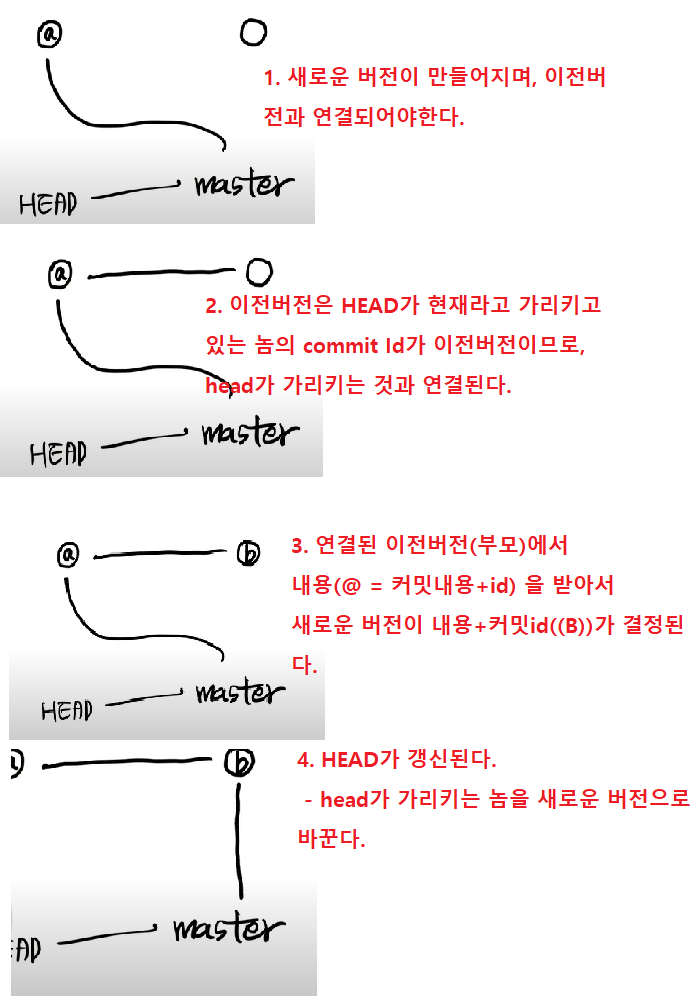 ⓐ
1. 새로운 버전이 만들어지며, 이전버
전과 연결되어야한다.
HEAD master
ⓐ
2. 이전버전은 HEAD가 현재라고 가리키고
있는 놈의 commit Id가 이전버전이므로,
head가 가리키는 것과 연결된다.
HEAD master
ⓐ ⓑ
3. 연결된 이전버전(부모)에서
내용(@ = 커밋내용+id) 을 받아서
새로운 버전이 내용+커밋id((B))가 결정된
다.
HEAD master
ⓐ ⓑ
4. HEAD가 갱신된다.
- head가 가리키는 놈을 새로운 버전으로
바꾼다.
EAD master